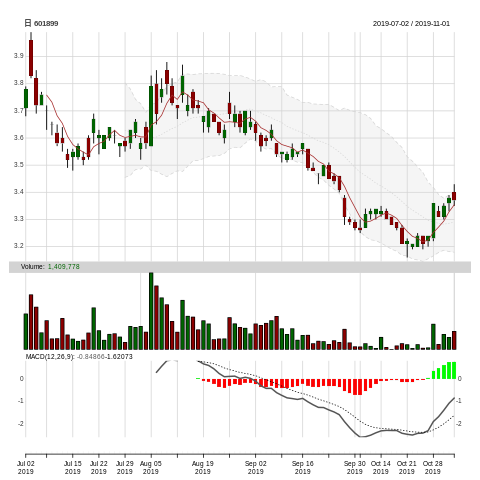 日 601899
2019-07-02 / 2019-11-01
3.9
3.8
3.7
3.6
3.5
3.4
3.3
3.2
Volume: 1,409,778
MACD(12,26,9): -0.84866-1.62073
0 0
-1 -1
-2 -2
Jul 02 Jul 15 Jul 22 Jul 29 Aug 05 Aug 19 Sep 02 Sep 16 Sep 30 Oct 14 Oct 21 Oct 28
2019 2019 2019 2019 2019 2019 2019 2019 2019 2019 2019 2019